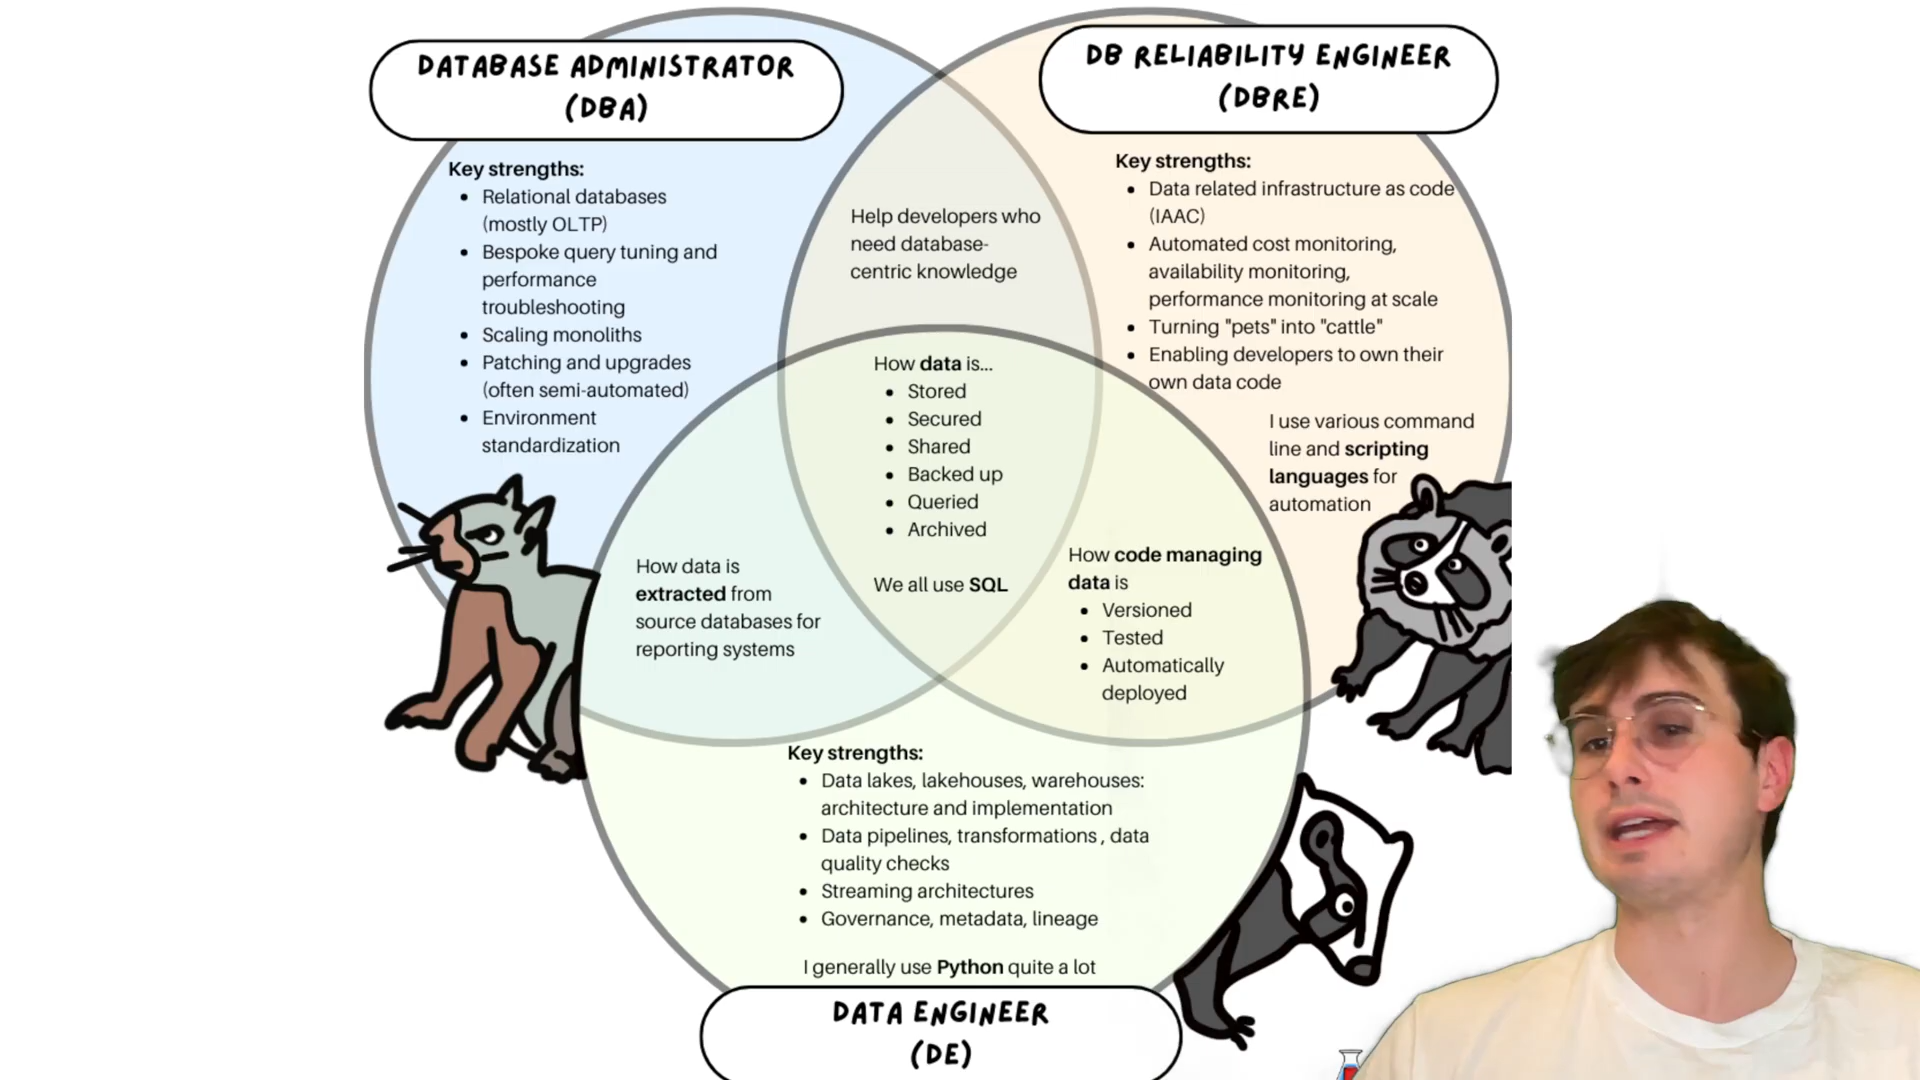 DATABASE ADMINISTRATOR
(DBA)
Key strengths:
• Relational databases
(mostly OLTP)
• Bespoke query tuning and
performance
troubleshooting
• Scaling monoliths
• Patching and upgrades
(often semi-automated)
• Environment
standardization
Help developers who
need database-
centric knowledge
DB RELIABILITY ENGINEER
(DBRE)
Key strengths:
• Data related infrastructure as code
(IAAC)
• Automated cost monitoring,
availability monitoring,
performance monitoring at scale
• Turning "pets" into "cattle"
• Enabling developers to own their
own data code
I use various command
line and scripting
languages for
automation
How data is...
• Stored
• Secured
• Shared
• Backed up
• Queried
• Archived
We all use SQL
How data is
extracted from
source databases for
reporting systems
How code managing
data is
• Versioned
• Tested
• Automatically
deployed
Key strengths:
• Data lakes, lakehouses, warehouses:
architecture and implementation
• Data pipelines, transformations , data
quality checks
• Streaming architectures
• Governance, metadata, lineage
I generally use Python quite a lot
DATA ENGINEER
(DE)